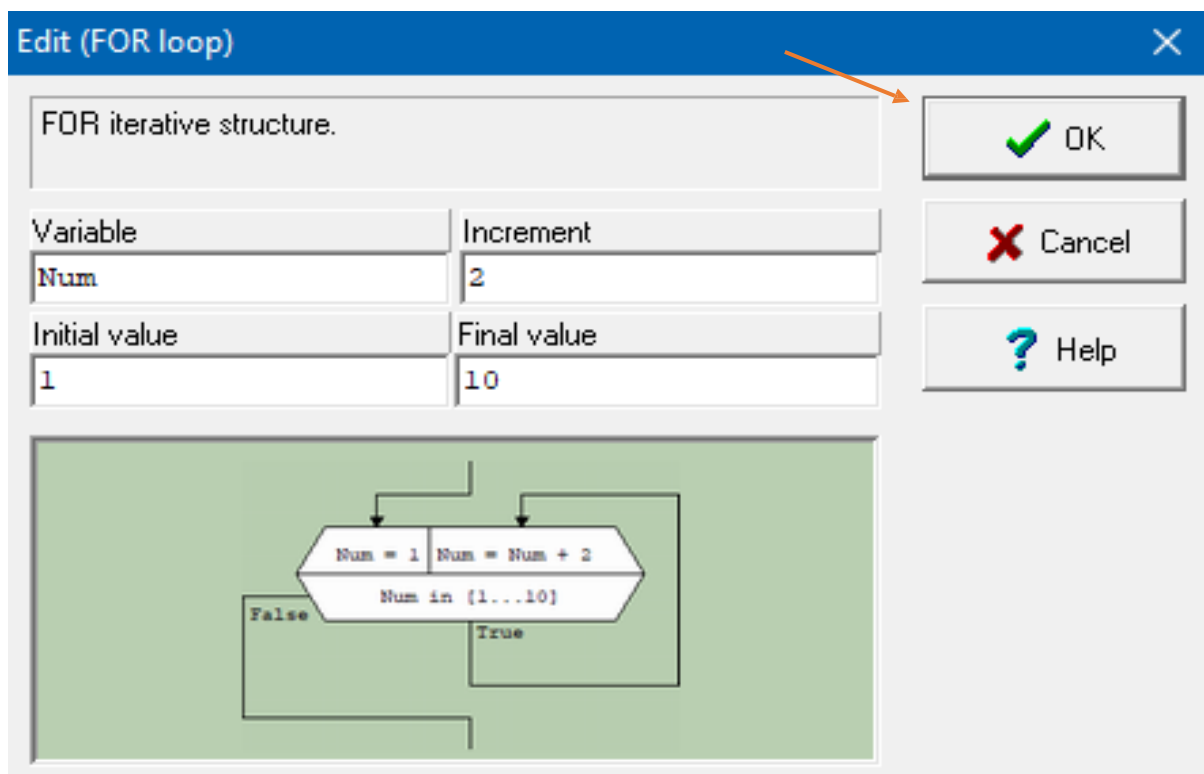 Edit (FOR loop)
FOR iterative structure.
OK
Variable
Increment
Num
2
Cancel
Initial value
Final value
1
10
Help
Num = 1
Num = Num + 2
Num in [1...10]
False
True